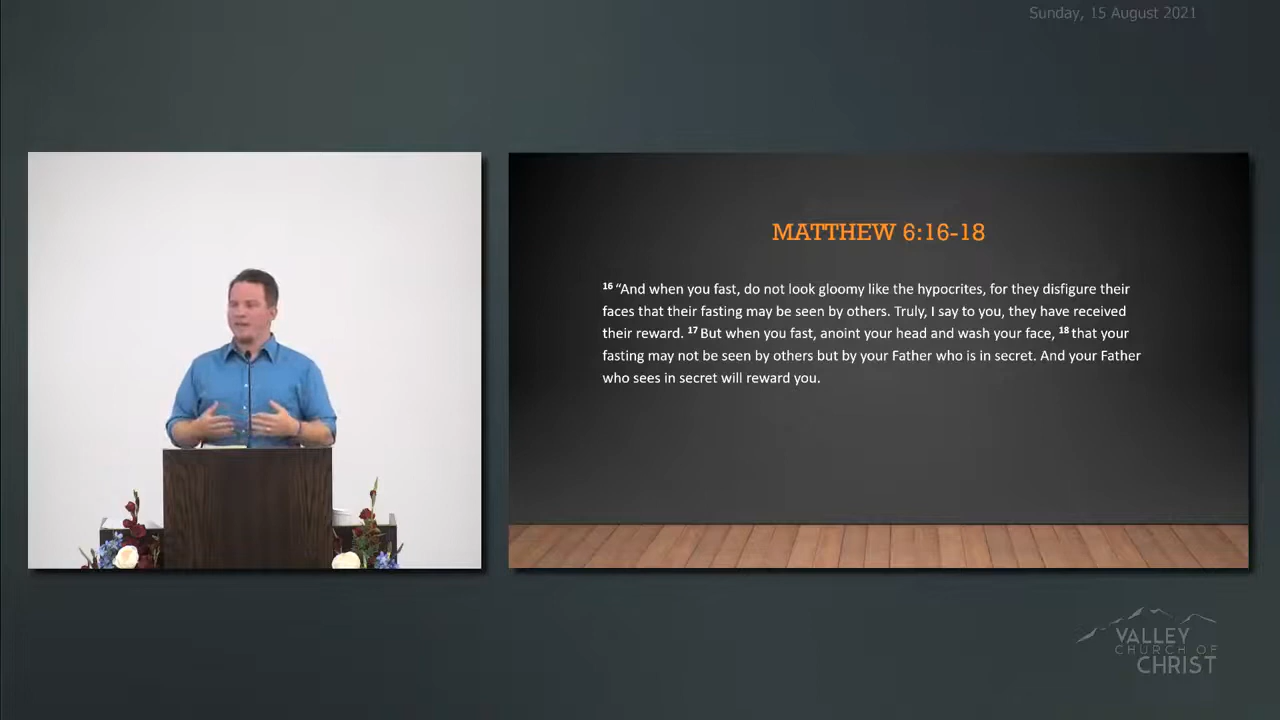 Sunday, 15 August 2021
MATTHEW 6:16-18
16 “And when you fast, do not look gloomy like the hypocrites, for they disfigure their
faces that their fasting may be seen by others. Truly, I say to you, they have received
their reward. 17 But when you fast, anoint your head and wash your face, 18 that your
fasting may not be seen by others but by your Father who is in secret. And your Father
who sees in secret will reward you.
VALLEY
CHURCH OF
CHRIST